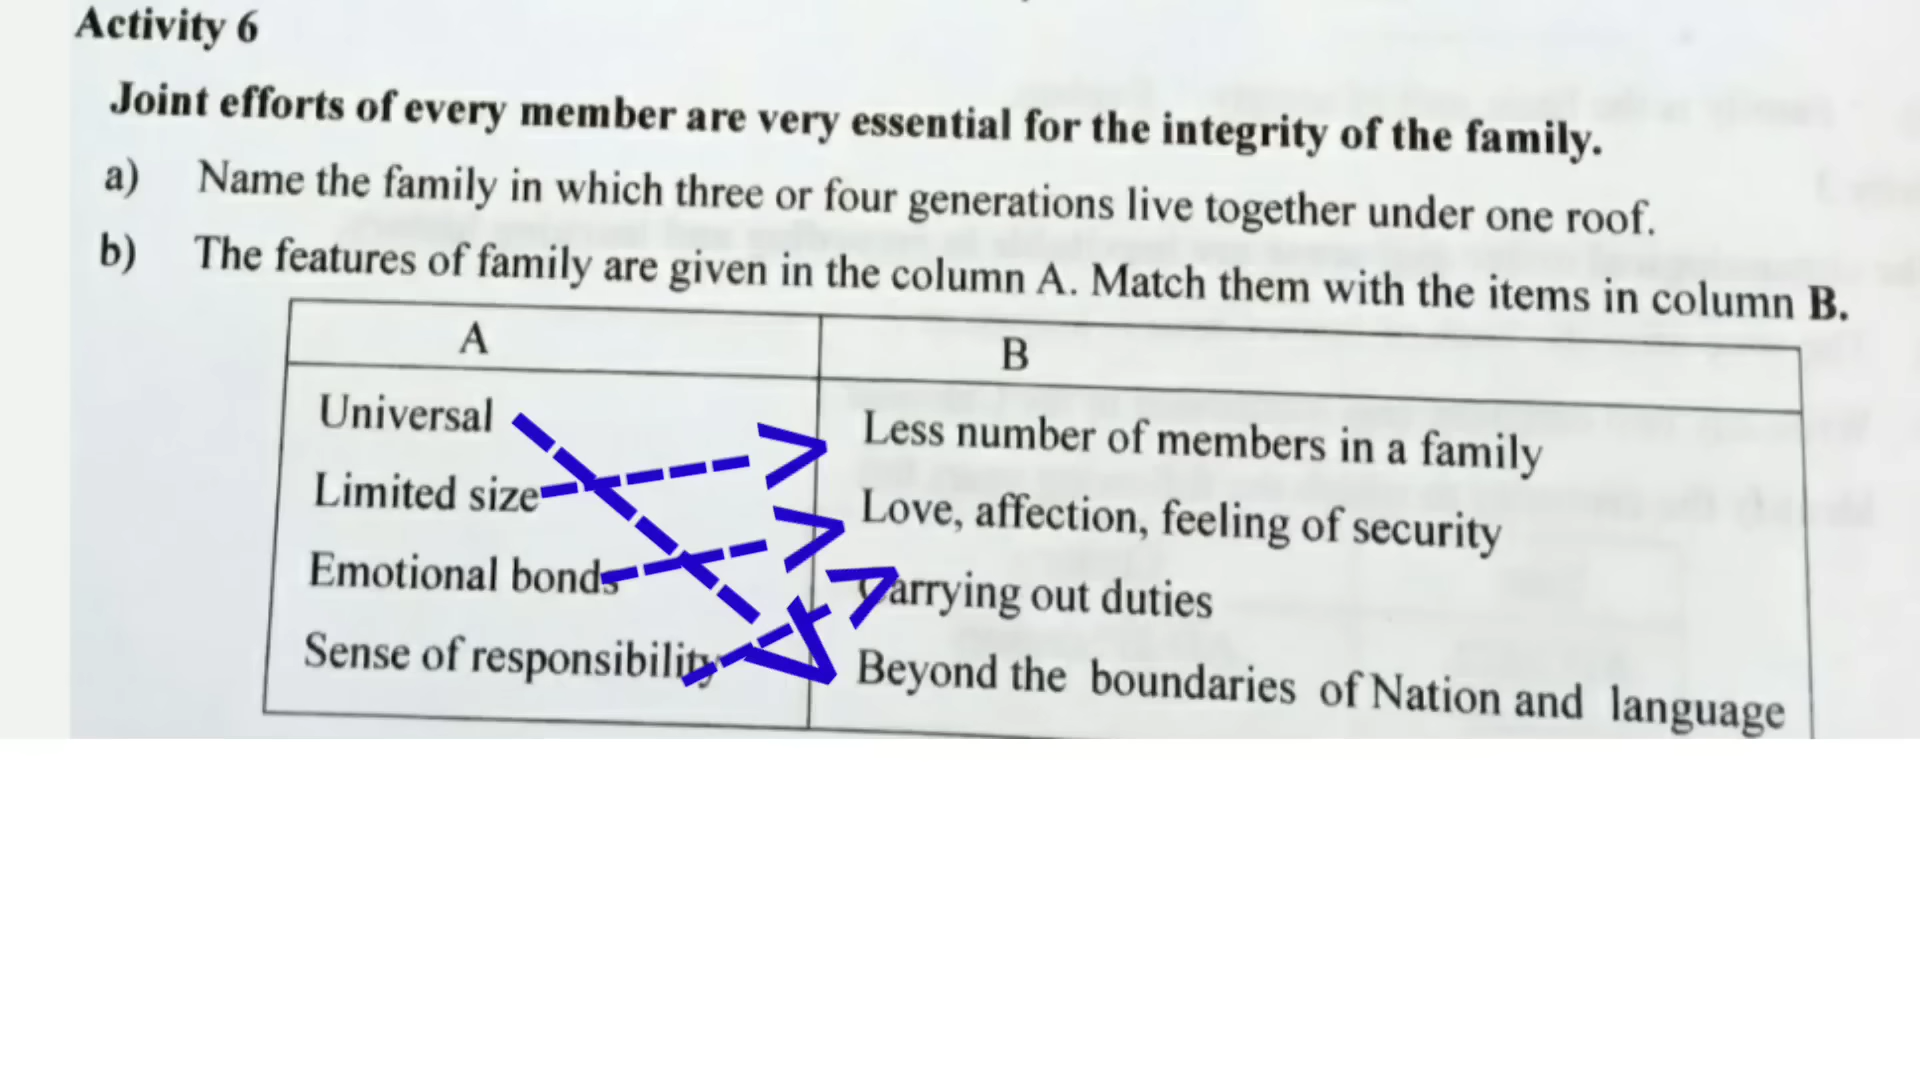 Activity 6
Joint efforts of every member are very essential for the integrity of the family.
a) Name the family in which three or four generations live together under one roof.
b) The features of family are given in the column A. Match them with the items in column B.
A B
Universal Less number of members in a family
Limited size Love, affection, feeling of security
Emotional bonds Carrying out duties
Sense of responsibility Beyond the boundaries of Nation and language